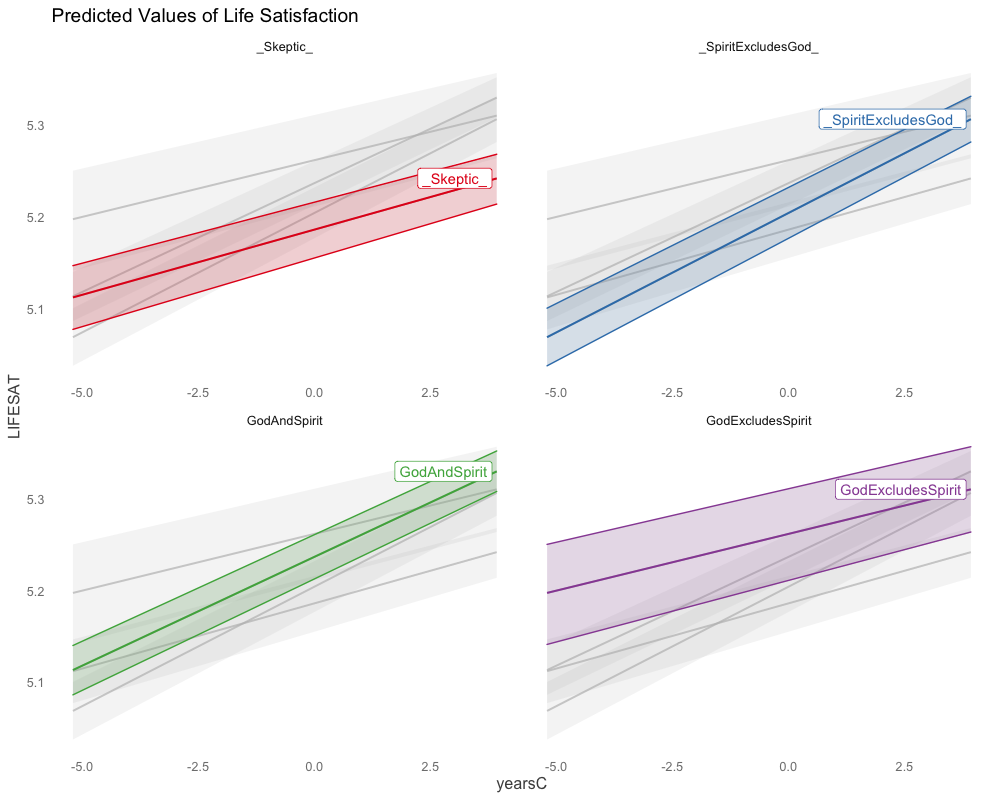 Predicted Values of Life Satisfaction
_Skeptic_
_SpiritExcludesGod_
5.3
5.2
5.1
_Skeptic_
_SpiritExcludesGod_
-5.0
-2.5
0.0
2.5
-5.0
-2.5
0.0
2.5
LIFESAT
GodAndSpirit
GodExcludesSpirit
5.3
5.2
5.1
GodAndSpirit
GodExcludesSpirit
-5.0
-2.5
0.0
2.5
-5.0
-2.5
0.0
2.5
yearsC